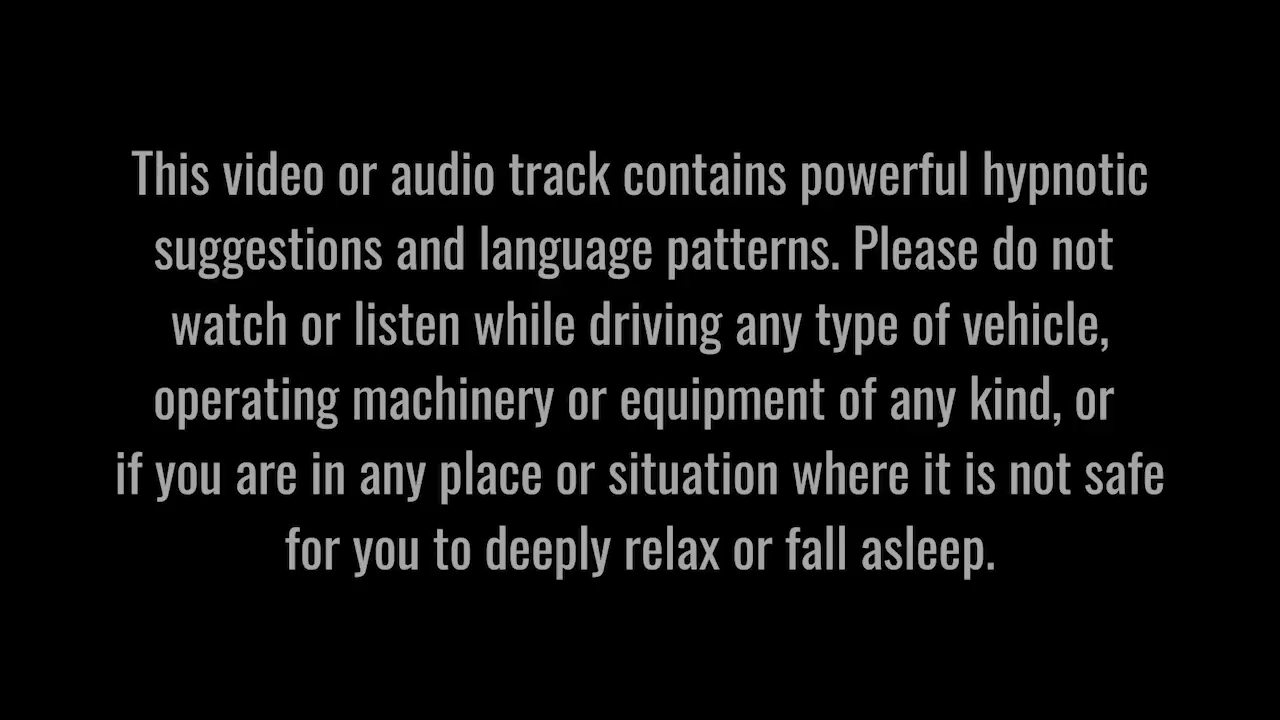 This video or audio track contains powerful hypnotic
suggestions and language patterns. Please do not
watch or listen while driving any type of vehicle,
operating machinery or equipment of any kind, or
if you are in any place or situation where it is not safe
for you to deeply relax or fall asleep.